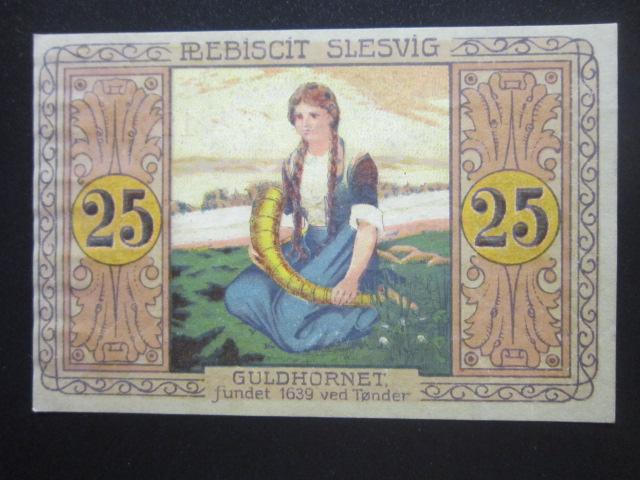 PLEBISCIT SLESVIG
25 25
GULDHORNET,
fundet 1639 ved Tønder